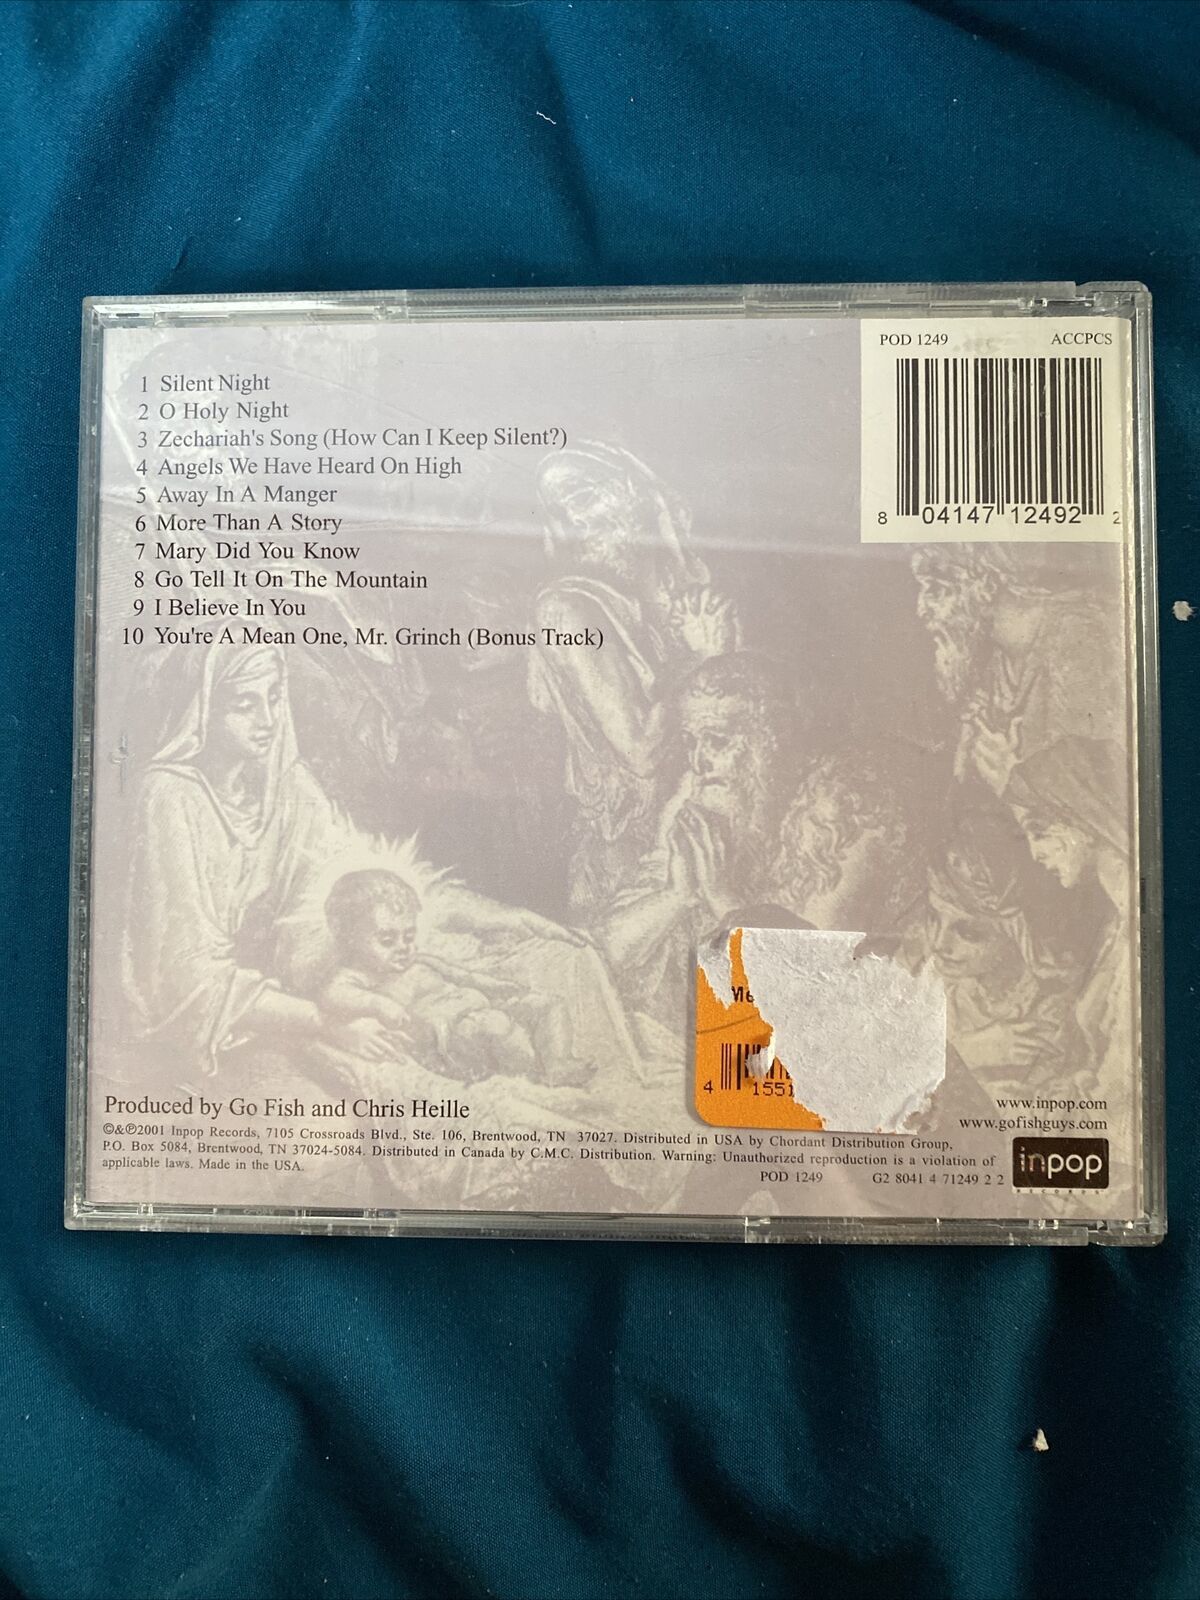 POD 1249 ACCPCS
8 04147 12492 2
1 Silent Night
2 O Holy Night
3 Zechariah's Song (How Can I Keep Silent?)
4 Angels We Have Heard On High
5 Away In A Manger
6 More Than A Story
7 Mary Did You Know
8 Go Tell It On The Mountain
9 I Believe In You
10 You're A Mean One, Mr. Grinch (Bonus Track)
4 1551
Produced by Go Fish and Chris Heille
www.inpop.com
www.gofishguys.com
©&℗2001 Inpop Records, 7105 Crossroads Blvd., Ste. 106, Brentwood, TN 37027. Distributed in USA by Chordant Distribution Group,
P.O. Box 5084, Brentwood, TN 37024-5084. Distributed in Canada by C.M.C. Distribution. Warning: Unauthorized reproduction is a violation of
applicable laws. Made in the USA.
POD 1249 G2 8041 4 71249 2 2
inpop
RECORDS